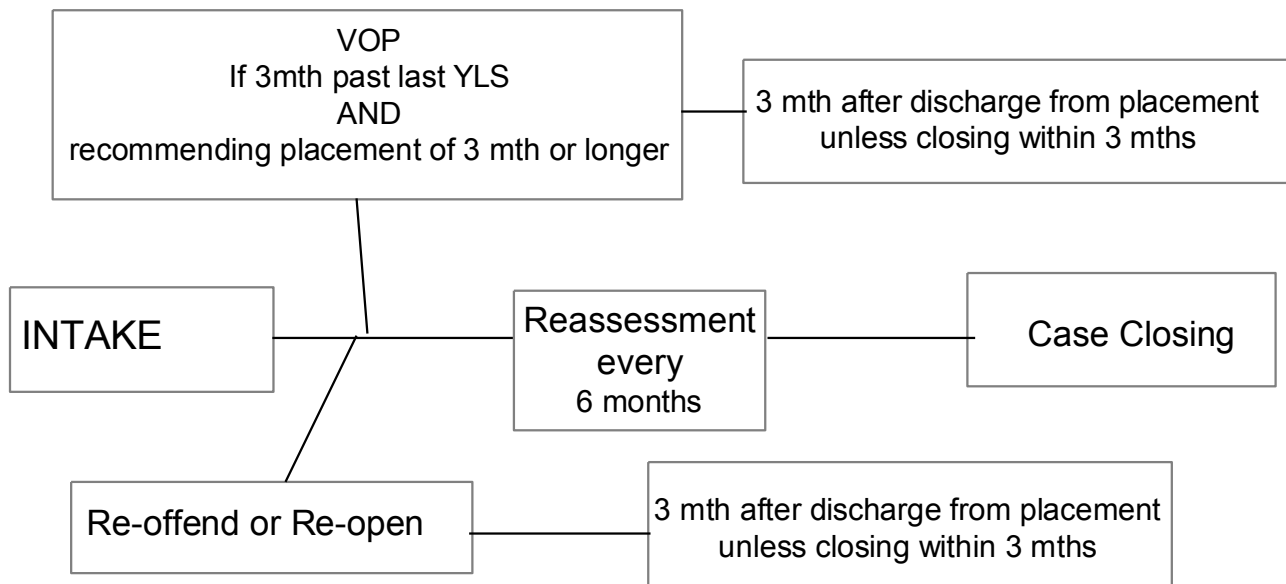 VOP
If 3mth past last YLS
AND
recommending placement of 3 mth or longer
3 mth after discharge from placement
unless closing within 3 mths
INTAKE
Reassessment
every
6 months
Case Closing
Re-offend or Re-open
3 mth after discharge from placement
unless closing within 3 mths